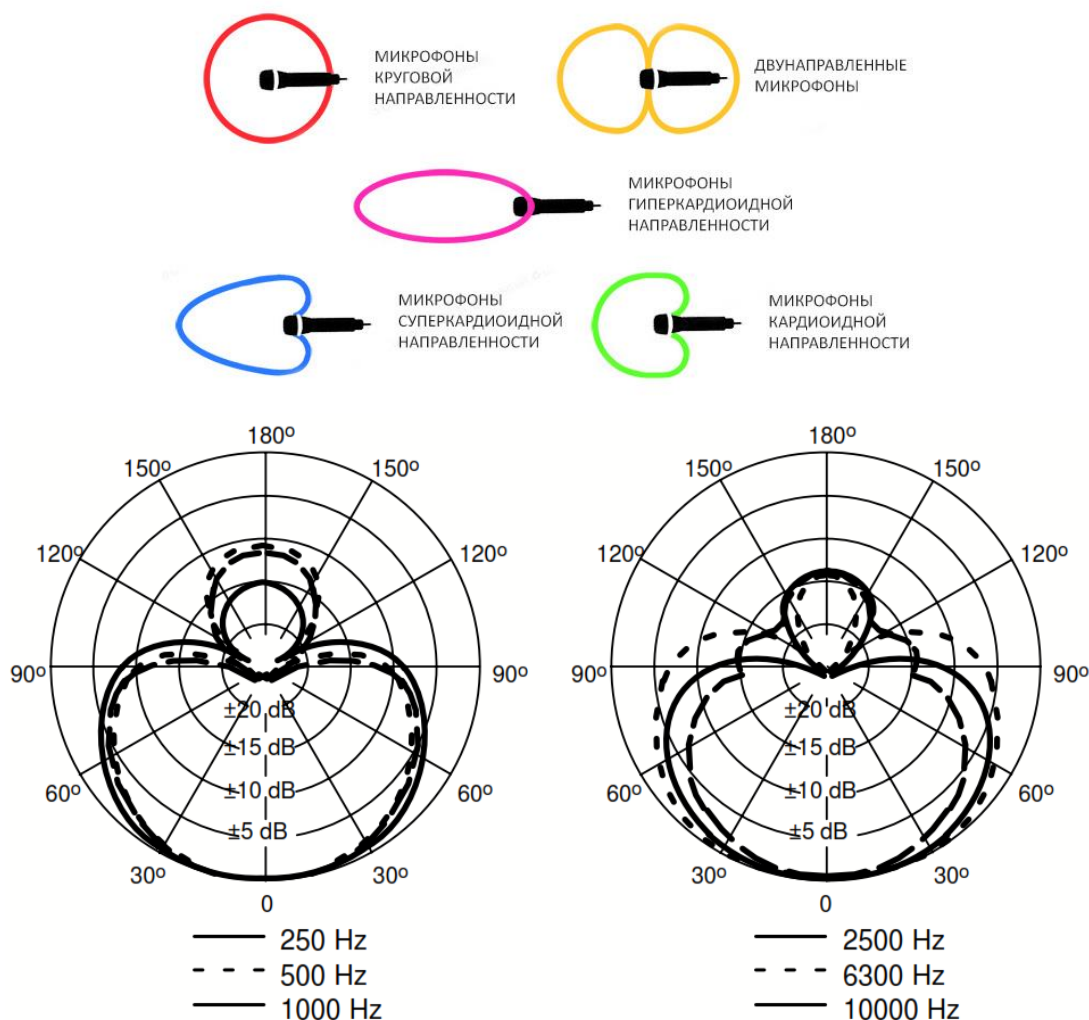 МИКРОФОНЫ
КРУГОВОЙ
НАПРАВЛЕННОСТИ
ДВУНАПРАВЛЕННЫЕ
МИКРОФОНЫ
МИКРОФОНЫ
ГИПЕРКАРДИОИДНОЙ
НАПРАВЛЕННОСТИ
МИКРОФОНЫ
СУПЕРКАРДИОИДНОЙ
НАПРАВЛЕННОСТИ
МИКРОФОНЫ
КАРДИОИДНОЙ
НАПРАВЛЕННОСТИ
180º
150º 150º
120º 120º
90º 90º
±20 dB
±15 dB
60º 60º
±10 dB
±5 dB
30º 30º
0
250 Hz
500 Hz
1000 Hz
180º
150º 150º
120º 120º
90º 90º
±20 dB
±15 dB
60º 60º
±10 dB
±5 dB
30º 30º
0
2500 Hz
6300 Hz
10000 Hz